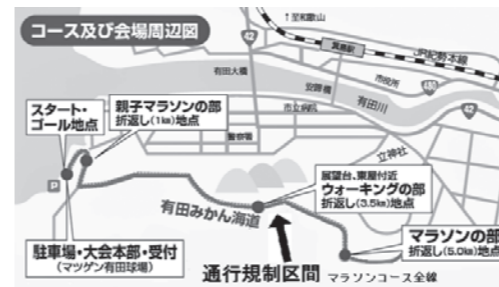 コース及び会場周辺図
↑至和歌山
42
箕島駅
JR紀勢本線
有田大橋
安諦橋
市役所
480
有田川
42
スタート・
ゴール地点
親子マラソンの部
折返し(1km)地点
市立病院
警察署
立神社
P
展望台、東屋付近
ウォーキングの部
折返し(3.5km)地点
有田みかん海道
マラソンの部
折返し(5.0km)地点
駐車場・大会本部・受付
(マツゲン有田球場)
通行規制区間
マラソンコース全線